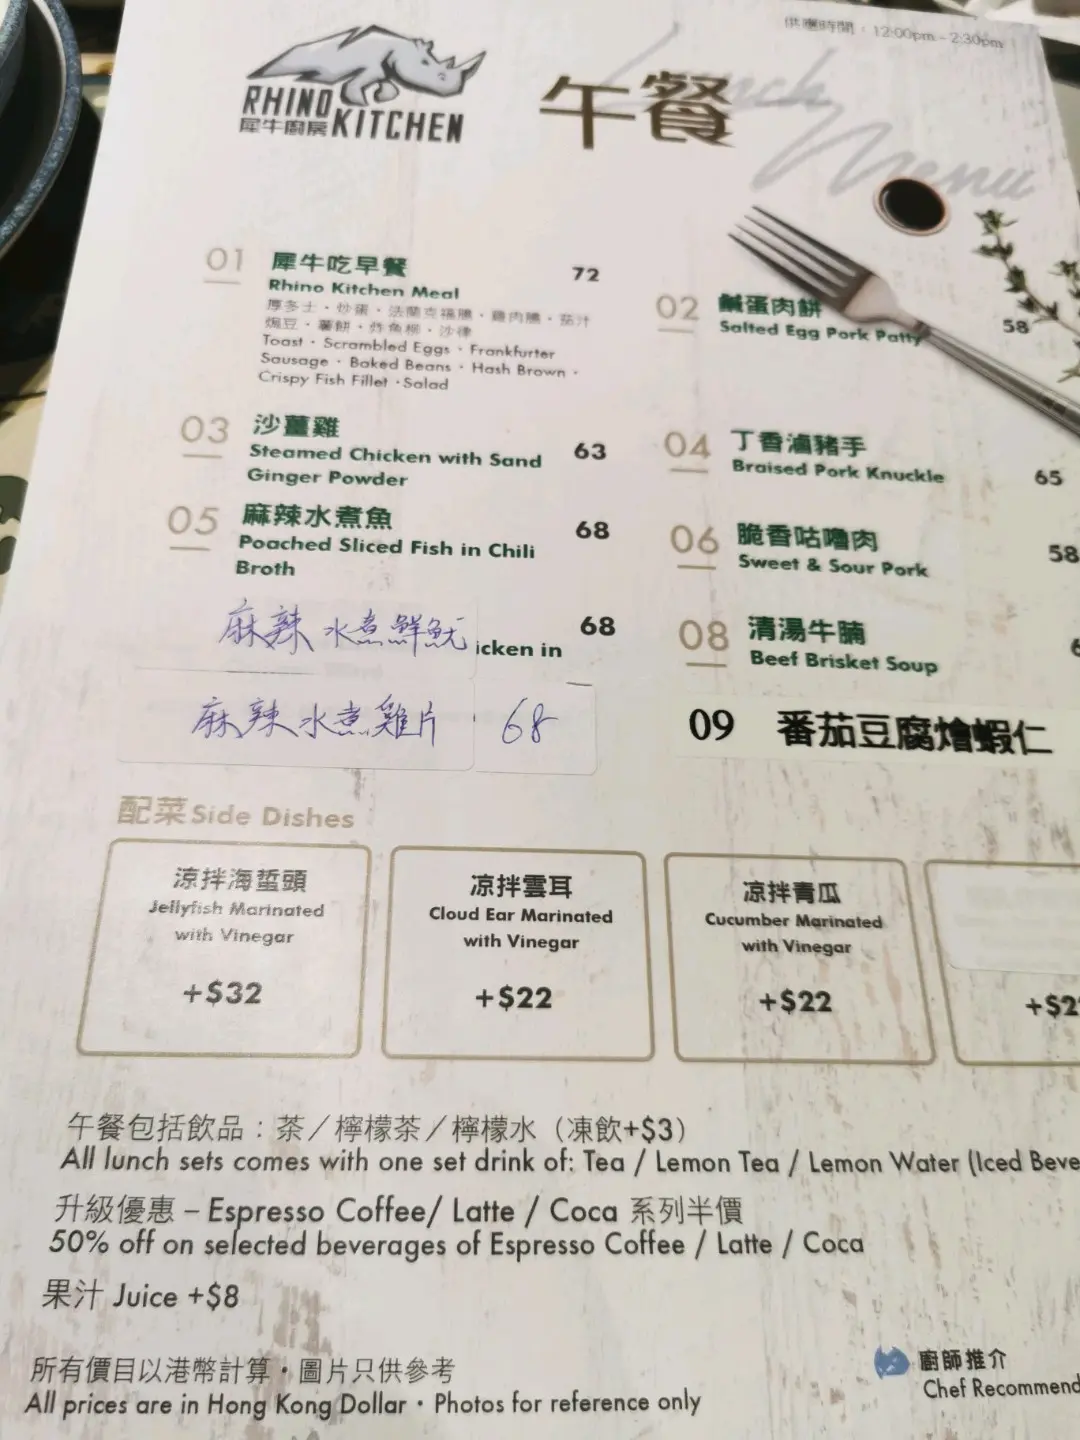 RHINO KITCHEN
犀牛廚房
午餐
Lunch Menu
供應時間：12:00pm - 2:30pm
01 犀牛吃早餐 72
Rhino Kitchen Meal
厚多士・炒蛋・法蘭克福腸・雞肉腸・茄汁
焗豆・薯餅・炸魚柳・沙律
Toast・Scrambled Eggs・Frankfurter
Sausage・Baked Beans・Hash Brown・
Crispy Fish Fillet・Salad
02 鹹蛋肉餅 58
Salted Egg Pork Patty
03 沙薑雞 63
Steamed Chicken with Sand
Ginger Powder
04 丁香滷豬手 65
Braised Pork Knuckle
05 麻辣水煮魚 68
Poached Sliced Fish in Chili
Broth
06 脆香咕嚕肉 58
Sweet & Sour Pork
麻辣水煮鮮魷 68
icken in
麻辣水煮雞片 68
08 清湯牛腩
Beef Brisket Soup
09 番茄豆腐燴蝦仁
配菜 Side Dishes
涼拌海蜇頭
Jellyfish Marinated
with Vinegar
+$32
凉拌雲耳
Cloud Ear Marinated
with Vinegar
+$22
凉拌青瓜
Cucumber Marinated
with Vinegar
+$22
+$2
午餐包括飲品：茶／檸檬茶／檸檬水（凍飲+$3）
All lunch sets comes with one set drink of: Tea / Lemon Tea / Lemon Water (Iced Beve
升級優惠 – Espresso Coffee/ Latte / Coca 系列半價
50% off on selected beverages of Espresso Coffee / Latte / Coca
果汁 Juice +$8
所有價目以港幣計算・圖片只供參考
All prices are in Hong Kong Dollar・Photos for reference only
廚師推介
Chef Recommend